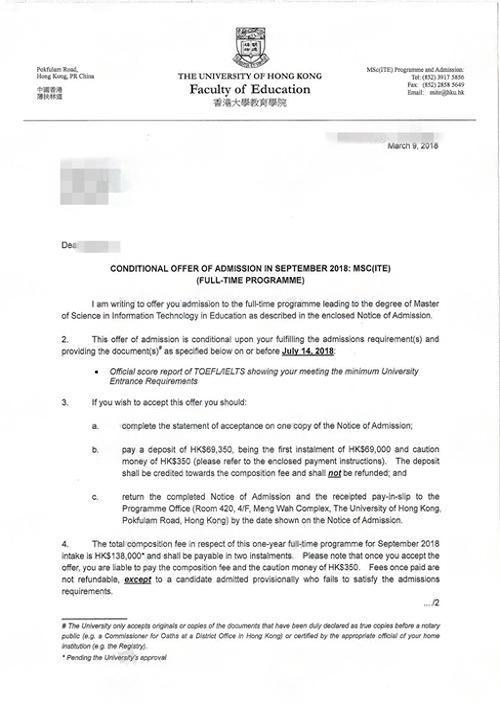 Pokfulam Road,
Hong Kong, PR China
中國香港
薄扶林道
THE UNIVERSITY OF HONG KONG
Faculty of Education
香港大學教育學院
MSc(ITE) Programme and Admission:
Tel: (852) 3917 5856
Fax: (852) 2858 5649
Email: mite@hku.hk
March 9, 2018
Dear
CONDITIONAL OFFER OF ADMISSION IN SEPTEMBER 2018: MSC(ITE)
(FULL-TIME PROGRAMME)
I am writing to offer you admission to the full-time programme leading to the degree of Master
of Science in Information Technology in Education as described in the enclosed Notice of Admission.
2. This offer of admission is conditional upon your fulfilling the admissions requirement(s) and
providing the document(s)# as specified below on or before July 14, 2018:
• Official score report of TOEFL/IELTS showing your meeting the minimum University
Entrance Requirements
3. If you wish to accept this offer you should:
a. complete the statement of acceptance on one copy of the Notice of Admission;
b. pay a deposit of HK$69,350, being the first instalment of HK$69,000 and caution
money of HK$350 (please refer to the enclosed payment instructions). The deposit
shall be credited towards the composition fee and shall not be refunded; and
c. return the completed Notice of Admission and the receipted pay-in-slip to the
Programme Office (Room 420, 4/F, Meng Wah Complex, The University of Hong Kong,
Pokfulam Road, Hong Kong) by the date shown on the Notice of Admission.
4. The total composition fee in respect of this one-year full-time programme for September 2018
intake is HK$138,000* and shall be payable in two instalments. Please note that once you accept the
offer, you are liable to pay the composition fee and the caution money of HK$350. Fees once paid are
not refundable, except to a candidate admitted provisionally who fails to satisfy the admissions
requirements.
..../2
# The University only accepts originals or copies of the documents that have been duly declared as true copies before a notary
public (e.g. a Commissioner for Oaths at a District Office in Hong Kong) or certified by the appropriate official of your home
institution (e.g. the Registry).
* Pending the University's approval